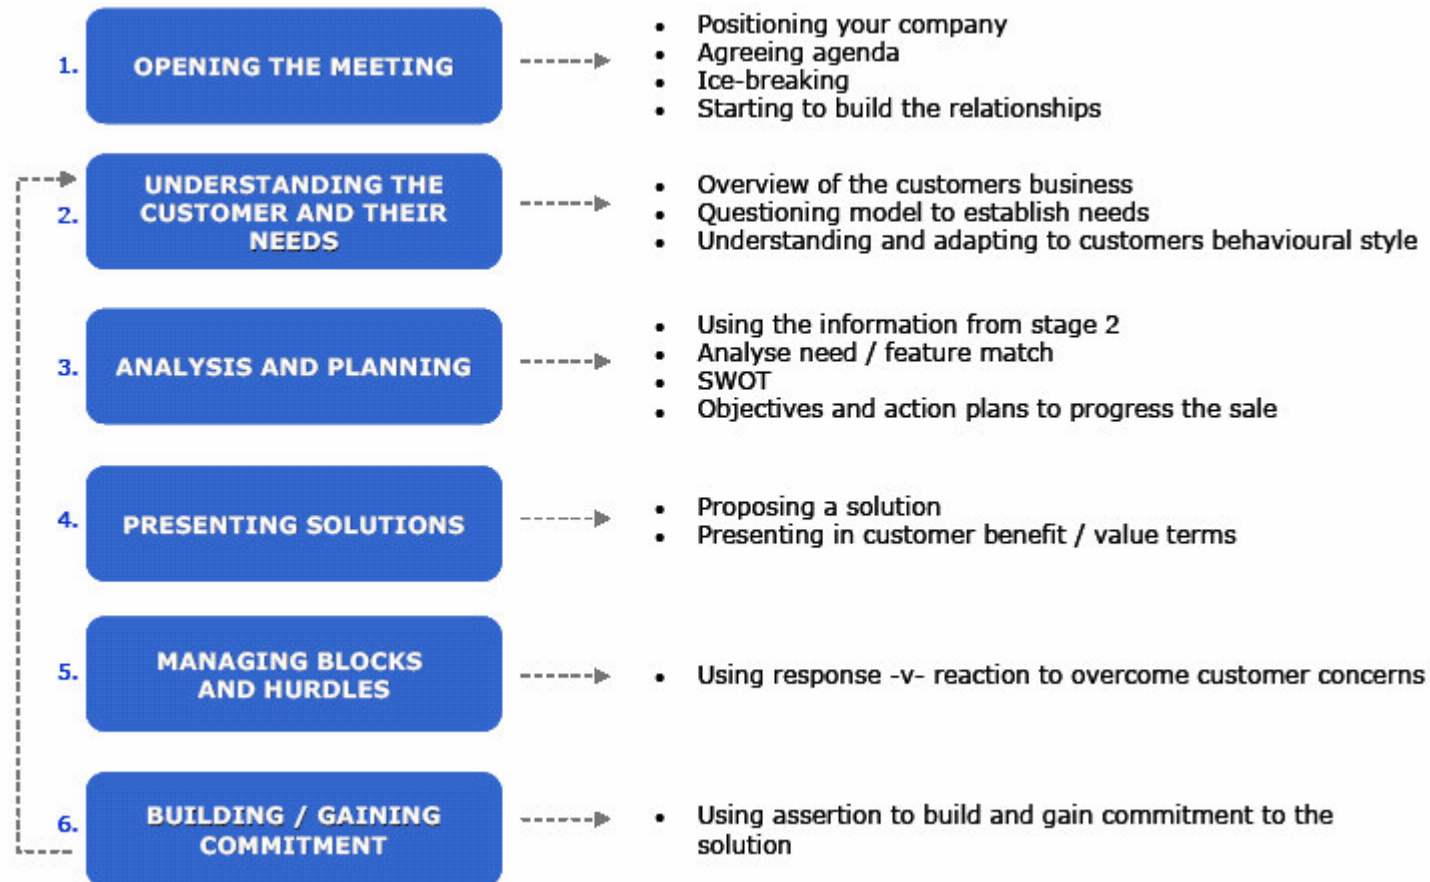 1.
OPENING THE MEETING
• Positioning your company
• Agreeing agenda
• Ice-breaking
• Starting to build the relationships
2.
UNDERSTANDING THE
CUSTOMER AND THEIR
NEEDS
• Overview of the customers business
• Questioning model to establish needs
• Understanding and adapting to customers behavioural style
3.
ANALYSIS AND PLANNING
• Using the information from stage 2
• Analyse need / feature match
• SWOT
• Objectives and action plans to progress the sale
4.
PRESENTING SOLUTIONS
• Proposing a solution
• Presenting in customer benefit / value terms
5.
MANAGING BLOCKS
AND HURDLES
• Using response -v- reaction to overcome customer concerns
6.
BUILDING / GAINING
COMMITMENT
• Using assertion to build and gain commitment to the
solution